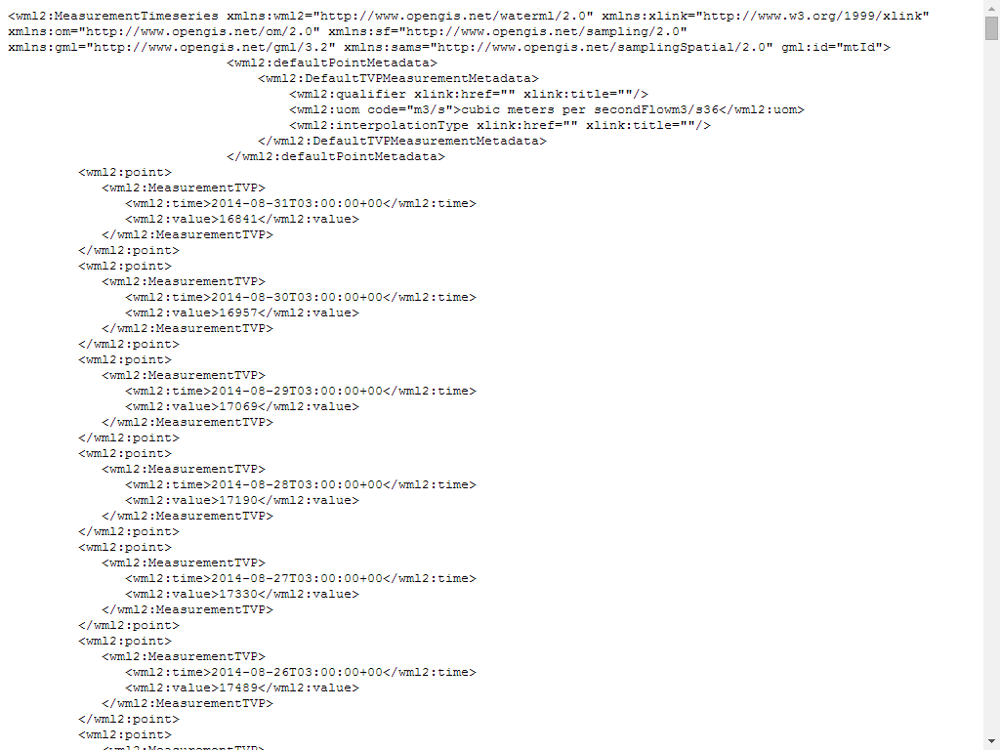 <wml2:MeasurementTimeseries xmlns:wml2="http://www.opengis.net/waterml/2.0" xmlns:xlink="http://www.w3.org/1999/xlink"
xmlns:om="http://www.opengis.net/om/2.0" xmlns:sf="http://www.opengis.net/sampling/2.0"
xmlns:gml="http://www.opengis.net/gml/3.2" xmlns:sams="http://www.opengis.net/samplingSpatial/2.0" gml:id="mtId">
<wml2:defaultPointMetadata>
<wml2:DefaultTVPMeasurementMetadata>
<wml2:qualifier xlink:href="" xlink:title=""/>
<wml2:uom code="m3/s">cubic meters per secondFlowm3/s36</wml2:uom>
<wml2:interpolationType xlink:href="" xlink:title=""/>
</wml2:DefaultTVPMeasurementMetadata>
</wml2:defaultPointMetadata>
<wml2:point>
<wml2:MeasurementTVP>
<wml2:time>2014-08-31T03:00:00+00</wml2:time>
<wml2:value>16841</wml2:value>
</wml2:MeasurementTVP>
</wml2:point>
<wml2:point>
<wml2:MeasurementTVP>
<wml2:time>2014-08-30T03:00:00+00</wml2:time>
<wml2:value>16957</wml2:value>
</wml2:MeasurementTVP>
</wml2:point>
<wml2:point>
<wml2:MeasurementTVP>
<wml2:time>2014-08-29T03:00:00+00</wml2:time>
<wml2:value>17069</wml2:value>
</wml2:MeasurementTVP>
</wml2:point>
<wml2:point>
<wml2:MeasurementTVP>
<wml2:time>2014-08-28T03:00:00+00</wml2:time>
<wml2:value>17190</wml2:value>
</wml2:MeasurementTVP>
</wml2:point>
<wml2:point>
<wml2:MeasurementTVP>
<wml2:time>2014-08-27T03:00:00+00</wml2:time>
<wml2:value>17330</wml2:value>
</wml2:MeasurementTVP>
</wml2:point>
<wml2:point>
<wml2:MeasurementTVP>
<wml2:time>2014-08-26T03:00:00+00</wml2:time>
<wml2:value>17489</wml2:value>
</wml2:MeasurementTVP>
</wml2:point>
<wml2:point>
<wml2:MeasurementTVP>